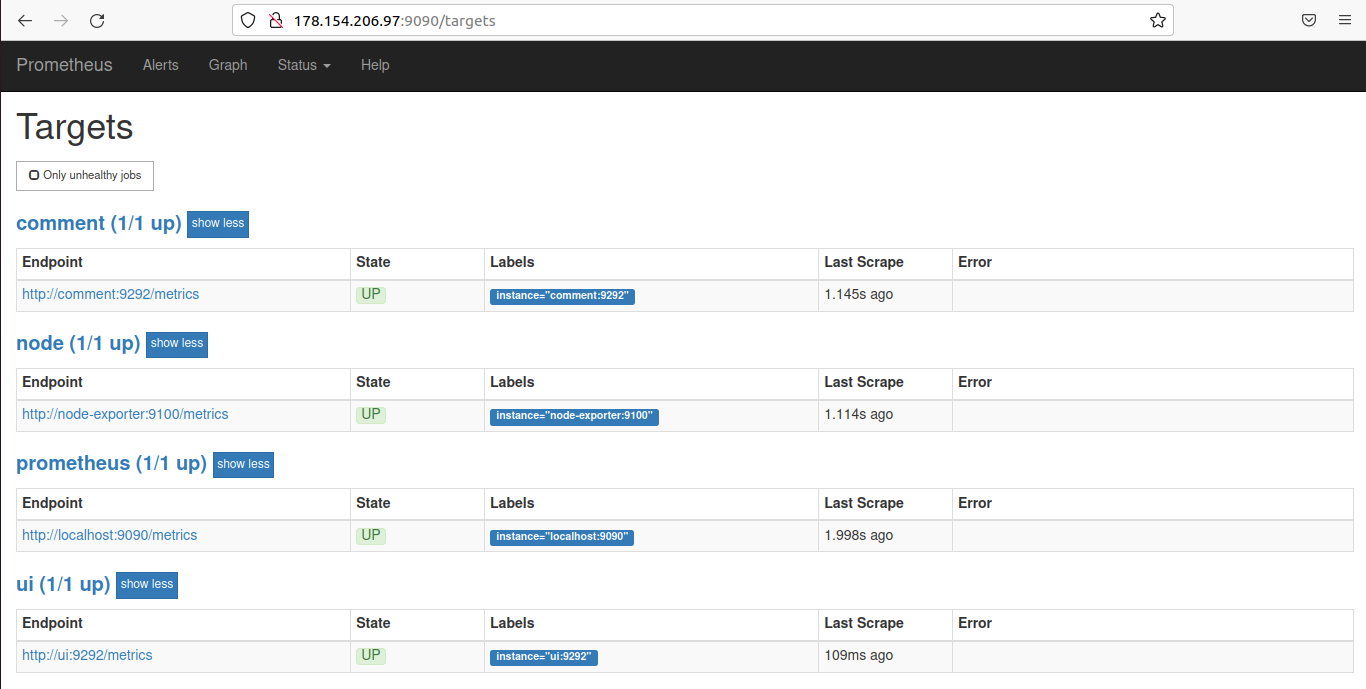 178.154.206.97:9090/targets
Prometheus Alerts Graph Status Help
Targets
Only unhealthy jobs
comment (1/1 up) show less
Endpoint State Labels Last Scrape Error
http://comment:9292/metrics UP instance="comment:9292" 1.145s ago
node (1/1 up) show less
Endpoint State Labels Last Scrape Error
http://node-exporter:9100/metrics UP instance="node-exporter:9100" 1.114s ago
prometheus (1/1 up) show less
Endpoint State Labels Last Scrape Error
http://localhost:9090/metrics UP instance="localhost:9090" 1.998s ago
ui (1/1 up) show less
Endpoint State Labels Last Scrape Error
http://ui:9292/metrics UP instance="ui:9292" 109ms ago